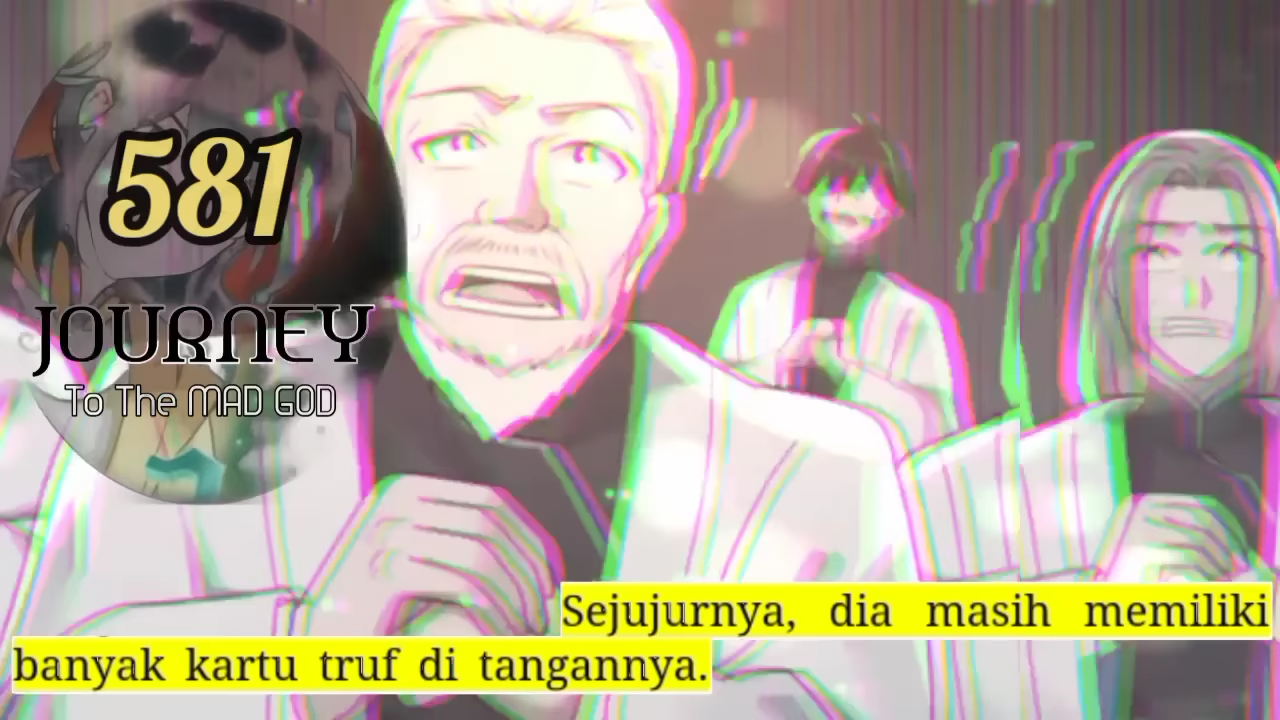 581
JOURNEY
To The MAD GOD
Sejujurnya, dia masih memiliki
banyak kartu truf di tangannya.